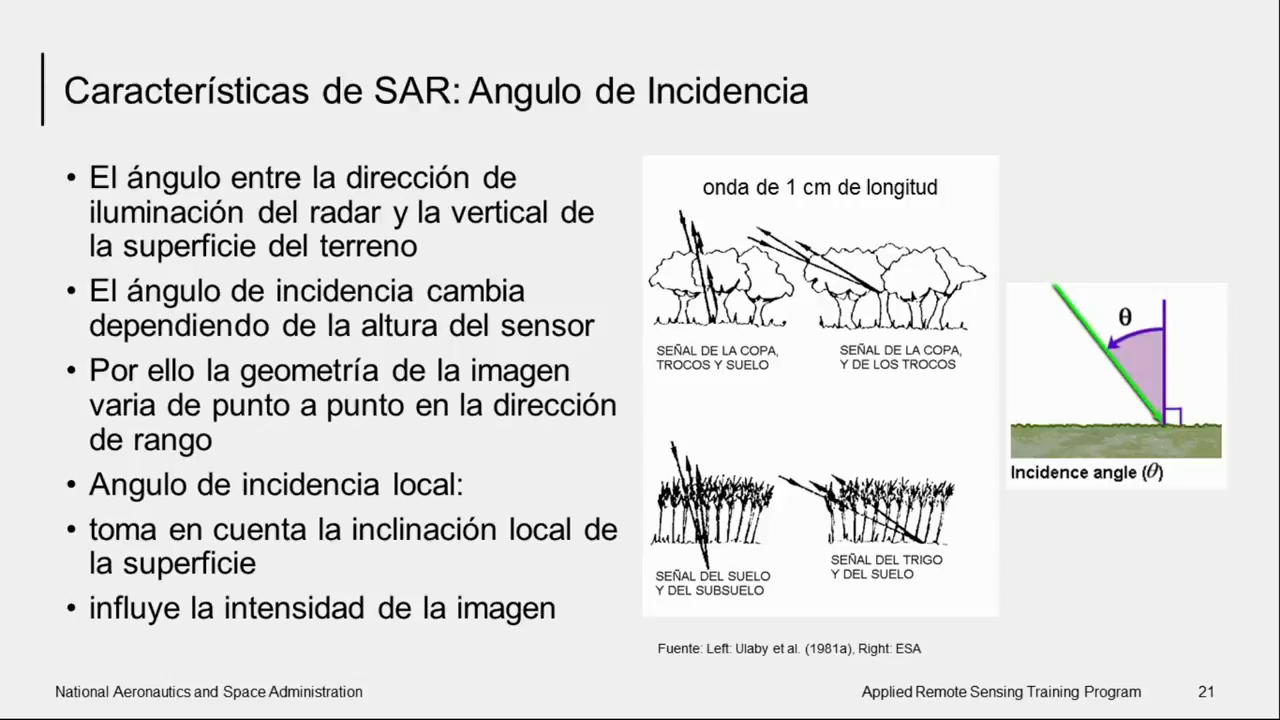 Características de SAR: Angulo de Incidencia
• El ángulo entre la dirección de
iluminación del radar y la vertical de
la superficie del terreno
• El ángulo de incidencia cambia
dependiendo de la altura del sensor
• Por ello la geometría de la imagen
varia de punto a punto en la dirección
de rango
• Angulo de incidencia local:
• toma en cuenta la inclinación local de
la superficie
• influye la intensidad de la imagen
onda de 1 cm de longitud
SEÑAL DE LA COPA,
TROCOS Y SUELO
SEÑAL DE LA COPA,
Y DE LOS TROCOS
SEÑAL DEL SUELO
Y DEL SUBSUELO
SEÑAL DEL TRIGO
Y DEL SUELO
θ
Incidence angle (θ)
Fuente: Left: Ulaby et al. (1981a), Right: ESA
National Aeronautics and Space Administration
Applied Remote Sensing Training Program
21